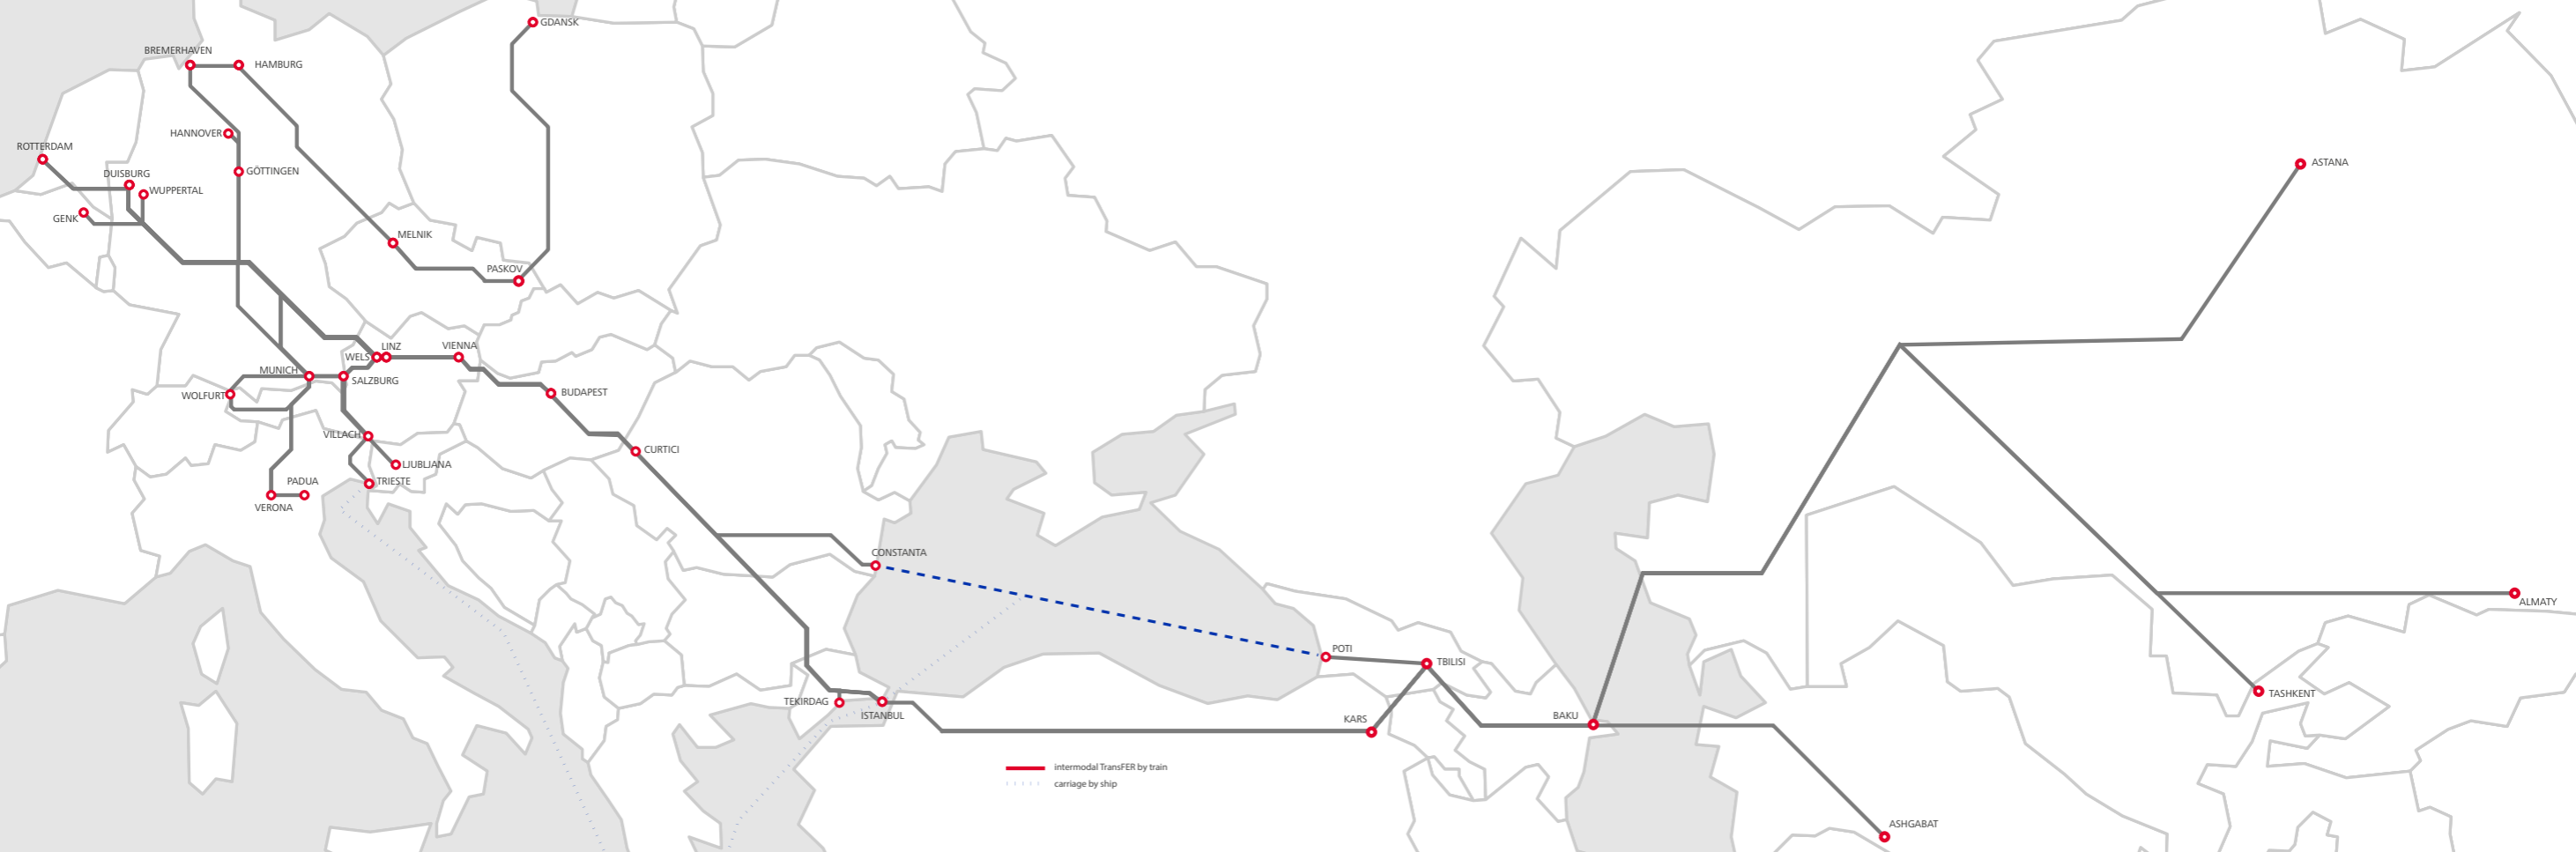 GDANSK
BREMERHAVEN
HAMBURG
HANNOVER
ROTTERDAM
GÖTTINGEN
DUISBURG
WUPPERTAL
GENK
ASTANA
MELNIK
PASKOV
WELS
LINZ
VIENNA
MUNICH
SALZBURG
WOLFURT
BUDAPEST
VILLACH
CURTICI
LJUBLJANA
PADUA
TRIESTE
VERONA
CONSTANTA
ALMATY
POTI
TBILISI
TASHKENT
TEKIRDAG
ISTANBUL
KARS
BAKU
intermodal TransFER by train
carriage by ship
ASHGABAT